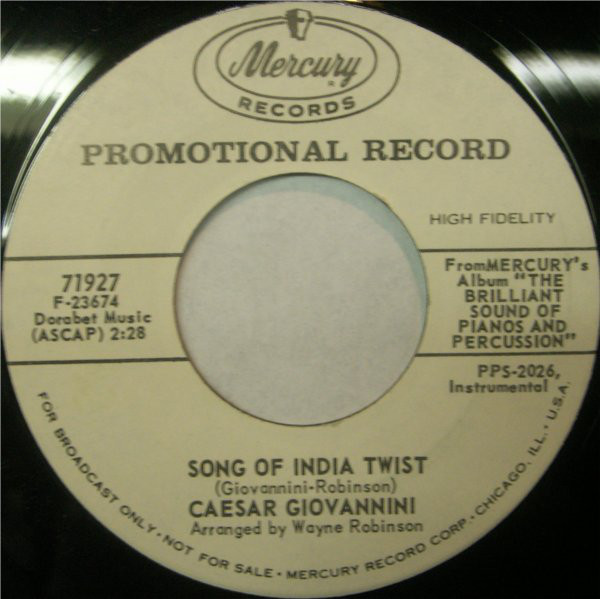 Mercury
®
RECORDS
PROMOTIONAL RECORD
HIGH FIDELITY
71927
F-23674
Dorabet Music
(ASCAP) 2:28
FromMERCURY's
Album "THE
BRILLIANT
SOUND OF
PIANOS AND
PERCUSSION"
PPS-2026,
Instrumental
SONG OF INDIA TWIST
(Giovannini-Robinson)
CAESAR GIOVANNINI
Arranged by Wayne Robinson
FOR BROADCAST ONLY • NOT FOR SALE • MERCURY RECORD CORP. • CHICAGO, ILL. • U.S.A.